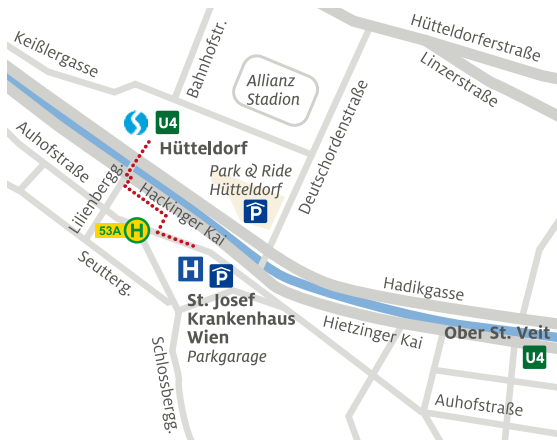 Keißlergasse
Bahnhofstr.
Hütteldorferstraße
Linzerstraße
Allianz
Stadion
Deutschordenstraße
U4
Hütteldorf
Auhofstraße
Park & Ride
Hütteldorf
P
Lilienbergg.
Hackinger Kai
53A H
Seutterg.
H P
St. Josef
Krankenhaus
Wien
Parkgarage
Schlossbergg.
Hadikgasse
Hietzinger Kai
Ober St. Veit
U4
Auhofstraße